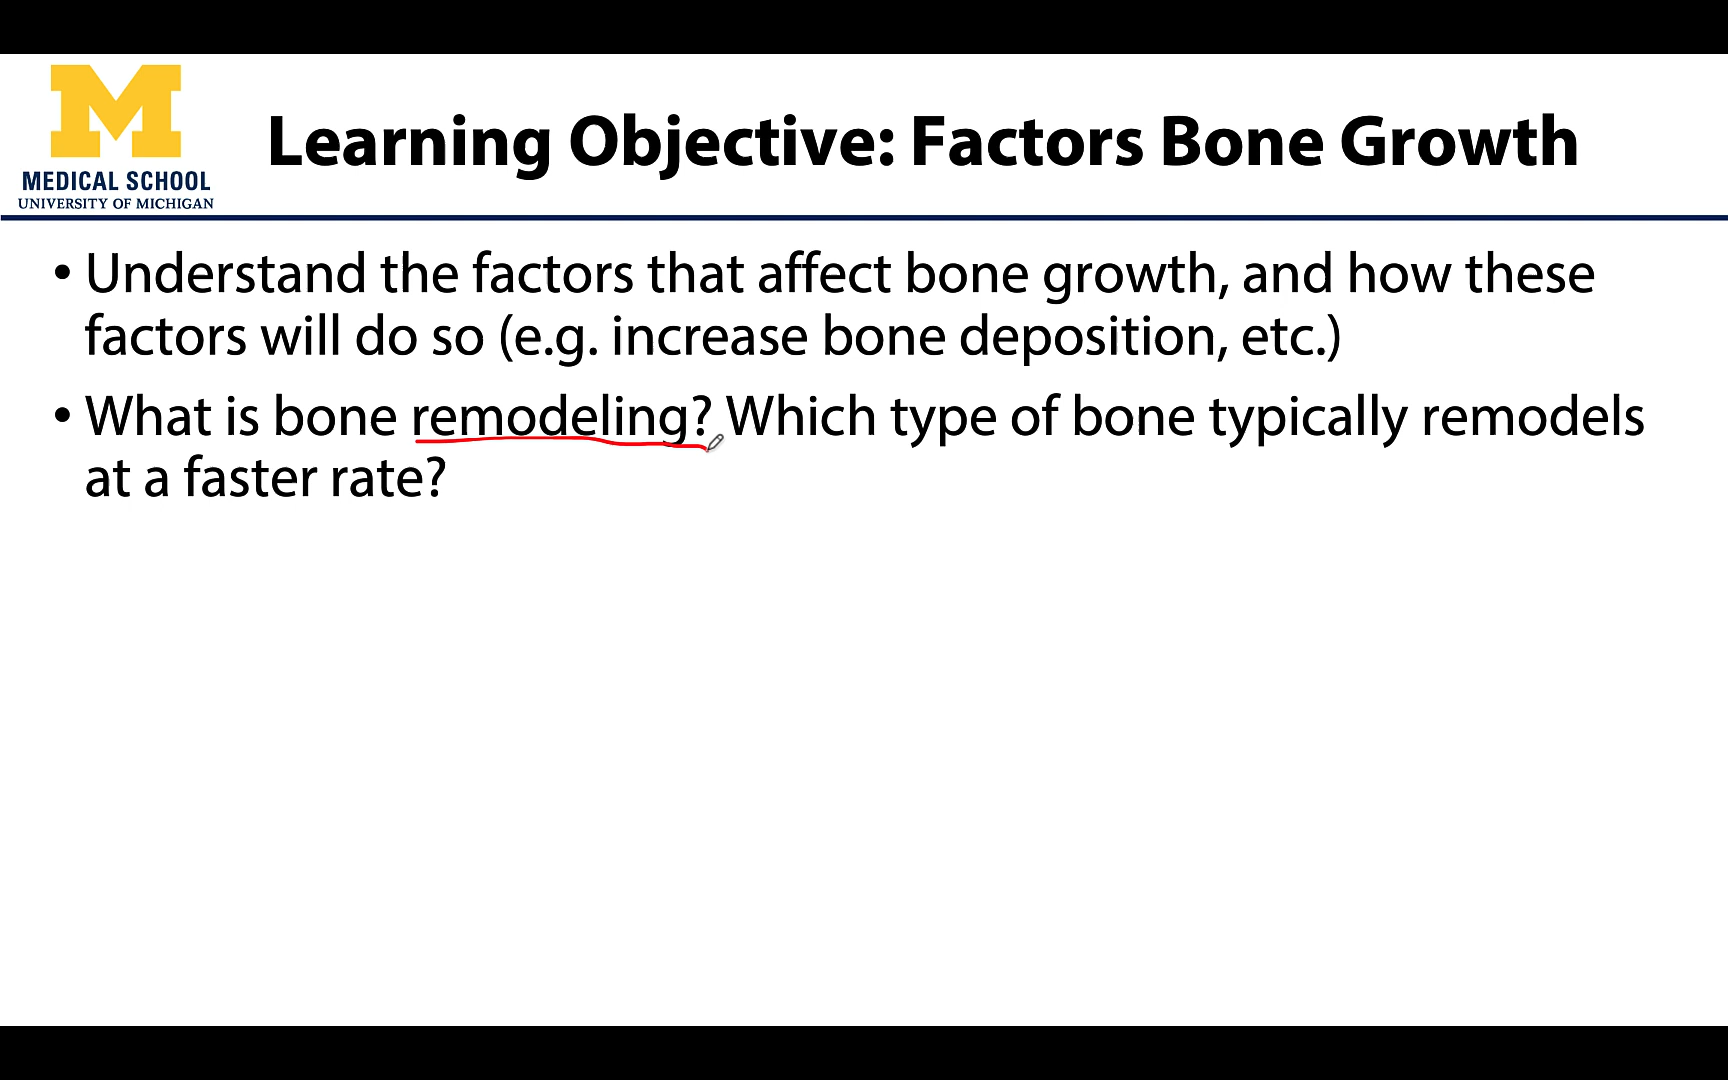 M
MEDICAL SCHOOL
UNIVERSITY OF MICHIGAN
Learning Objective: Factors Bone Growth
• Understand the factors that affect bone growth, and how these
factors will do so (e.g. increase bone deposition, etc.)
• What is bone remodeling? Which type of bone typically remodels
at a faster rate?